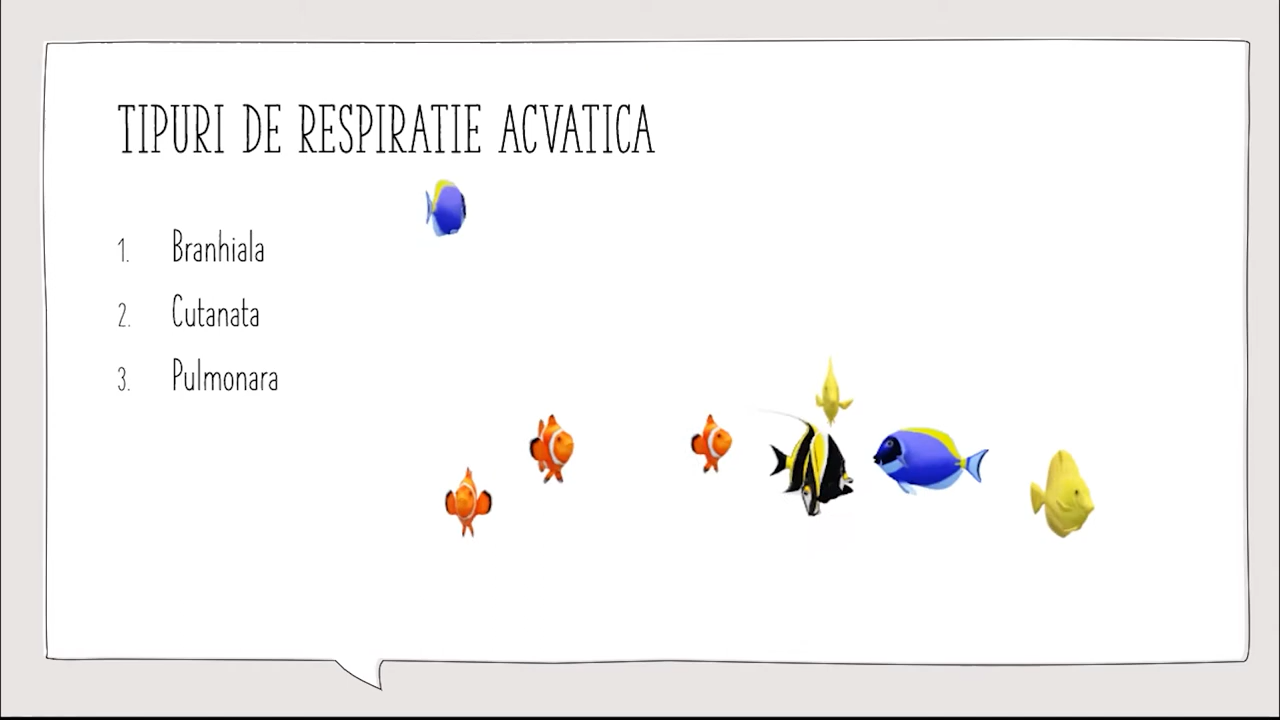 TIPURI DE RESPIRATIE ACVATICA
1. Branhiala
2. Cutanata
3. Pulmonara